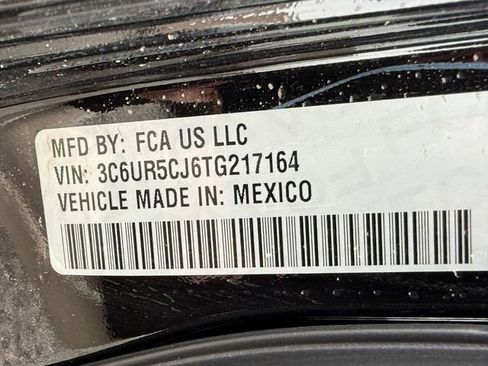 MFD BY: FCA US LLC
VIN: 3C6UR5CJ6TG217164
VEHICLE MADE IN: MEXICO